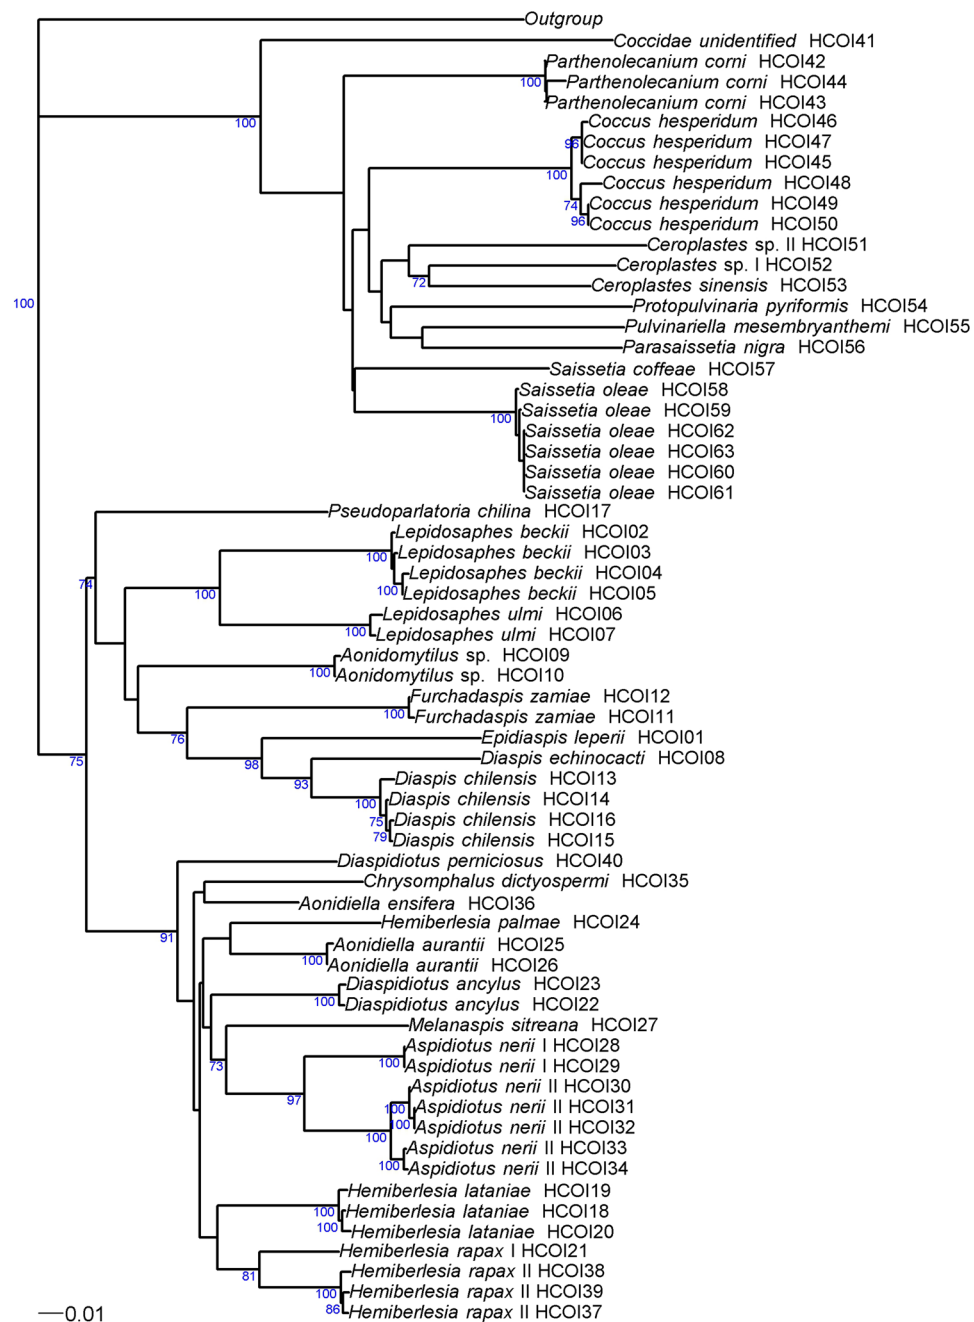 Outgroup
Coccidae unidentified HCOI41
Parthenolecanium corni HCOI42
100
Parthenolecanium corni HCOI44
Parthenolecanium corni HCOI43
100
Coccus hesperidum HCOI46
96
Coccus hesperidum HCOI47
Coccus hesperidum HCOI45
100
Coccus hesperidum HCOI48
74
Coccus hesperidum HCOI49
96
Coccus hesperidum HCOI50
Ceroplastes sp. II HCOI51
Ceroplastes sp. I HCOI52
72
Ceroplastes sinensis HCOI53
100
Protopulvinaria pyriformis HCOI54
Pulvinariella mesembryanthemi HCOI55
Parasaissetia nigra HCOI56
Saissetia coffeae HCOI57
Saissetia oleae HCOI58
Saissetia oleae HCOI59
100
Saissetia oleae HCOI62
Saissetia oleae HCOI63
Saissetia oleae HCOI60
Saissetia oleae HCOI61
Pseudoparlatoria chilina HCOI17
Lepidosaphes beckii HCOI02
Lepidosaphes beckii HCOI03
100
Lepidosaphes beckii HCOI04
74
100
Lepidosaphes beckii HCOI05
100
Lepidosaphes ulmi HCOI06
100
Lepidosaphes ulmi HCOI07
Aonidomytilus sp. HCOI09
100
Aonidomytilus sp. HCOI10
Furchadaspis zamiae HCOI12
100
Furchadaspis zamiae HCOI11
76
Epidiaspis leperii HCOI01
75
98
Diaspis echinocacti HCOI08
93
Diaspis chilensis HCOI13
100
Diaspis chilensis HCOI14
75
Diaspis chilensis HCOI16
79
Diaspis chilensis HCOI15
Diaspidiotus perniciosus HCOI40
Chrysomphalus dictyospermi HCOI35
Aonidiella ensifera HCOI36
Hemiberlesia palmae HCOI24
91
Aonidiella aurantii HCOI25
100
Aonidiella aurantii HCOI26
Diaspidiotus ancylus HCOI23
100
Diaspidiotus ancylus HCOI22
Melanaspis sitreana HCOI27
Aspidiotus nerii I HCOI28
73
100
Aspidiotus nerii I HCOI29
Aspidiotus nerii II HCOI30
97
100
Aspidiotus nerii II HCOI31
100
Aspidiotus nerii II HCOI32
100
Aspidiotus nerii II HCOI33
100
Aspidiotus nerii II HCOI34
Hemiberlesia lataniae HCOI19
100
Hemiberlesia lataniae HCOI18
100
Hemiberlesia lataniae HCOI20
Hemiberlesia rapax I HCOI21
81
Hemiberlesia rapax II HCOI38
100
Hemiberlesia rapax II HCOI39
86
Hemiberlesia rapax II HCOI37
0.01